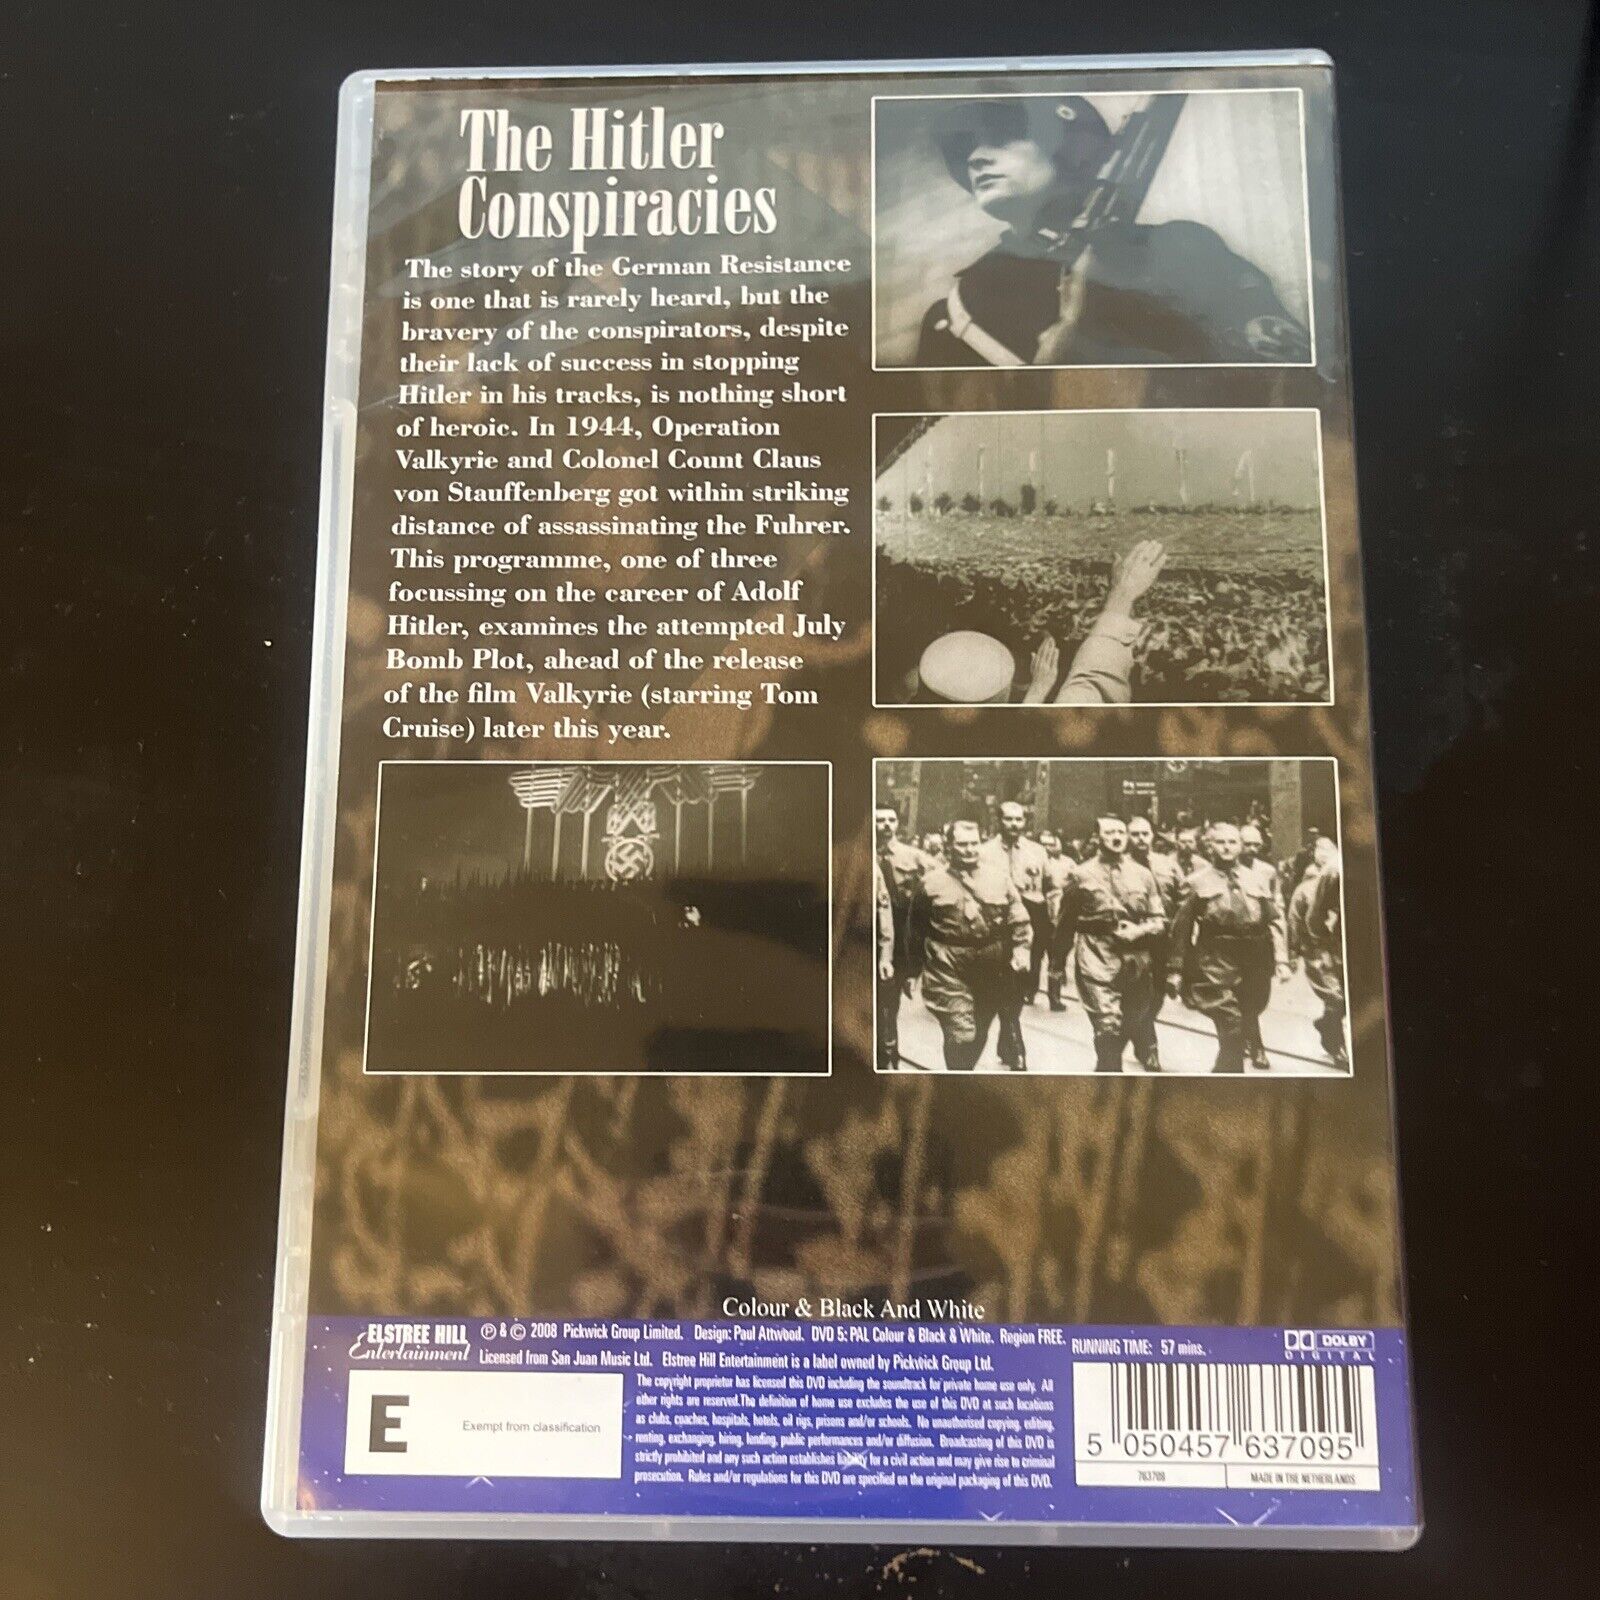 The Hitler
Conspiracies
The story of the German Resistance
is one that is rarely heard, but the
bravery of the conspirators, despite
their lack of success in stopping
Hitler in his tracks, is nothing short
of heroic. In 1944, Operation
Valkyrie and Colonel Count Claus
von Stauffenberg got within striking
distance of assassinating the Fuhrer.
This programme, one of three
focussing on the career of Adolf
Hitler, examines the attempted July
Bomb Plot, ahead of the release
of the film Valkyrie (starring Tom
Cruise) later this year.
Colour & Black And White
ELSTREE HILL
Entertainment
Ⓟ & © 2008 Pickwick Group Limited. Design: Paul Attwood. DVD 5: PAL Colour & Black & White. Region FREE.
Licensed from San Juan Music Ltd. Elstree Hill Entertainment is a label owned by Pickwick Group Ltd.
RUNNING TIME: 57 mins.
DOLBY
DIGITAL
E
Exempt from classification
The copyright proprietor has licensed this DVD including the soundtrack for private home use only. All
other rights are reserved.The definition of home use excludes the use of this DVD at such locations
as clubs, coaches, hospitals, hotels, oil rigs, prisons and/or schools. No unauthorised copying, editing,
renting, exchanging, hiring, lending, public performances and/or diffusion. Broadcasting of this DVD is
strictly prohibited and any such action establishes liability for a civil action and may give rise to criminal
prosecution. Rules and/or regulations for this DVD are specified on the original packaging of this DVD.
5 050457 637095
763709
MADE IN THE NETHERLANDS